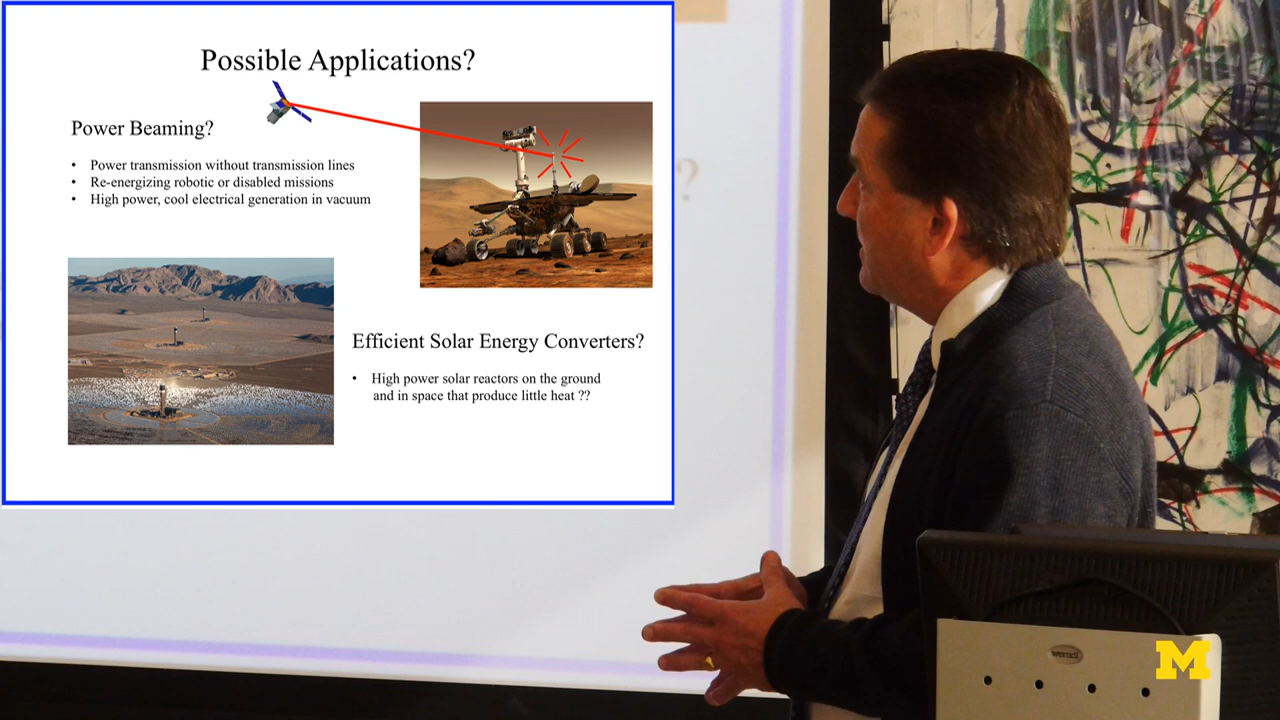 Possible Applications?
Power Beaming?
• Power transmission without transmission lines
• Re-energizing robotic or disabled missions
• High power, cool electrical generation in vacuum
Efficient Solar Energy Converters?
• High power solar reactors on the ground
and in space that produce little heat ??
?
M